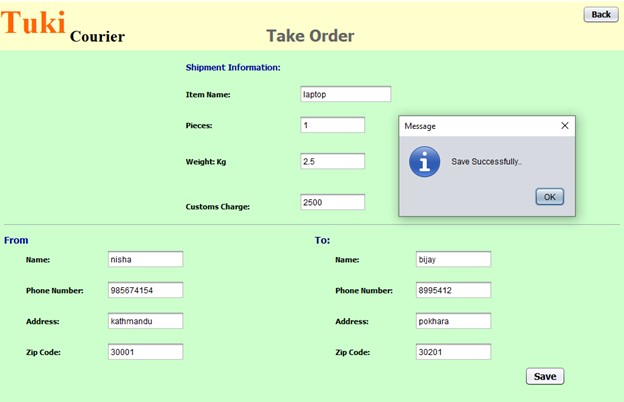 Tuki Courier
Take Order
Back
Shipment Information:
Item Name: laptop
Pieces: 1
Weight: Kg 2.5
Customs Charge: 2500
Message
Save Successfully..
OK
From
Name: nisha
Phone Number: 985674154
Address: kathmandu
Zip Code: 30001
To:
Name: bijay
Phone Number: 8995412
Address: pokhara
Zip Code: 30201
Save